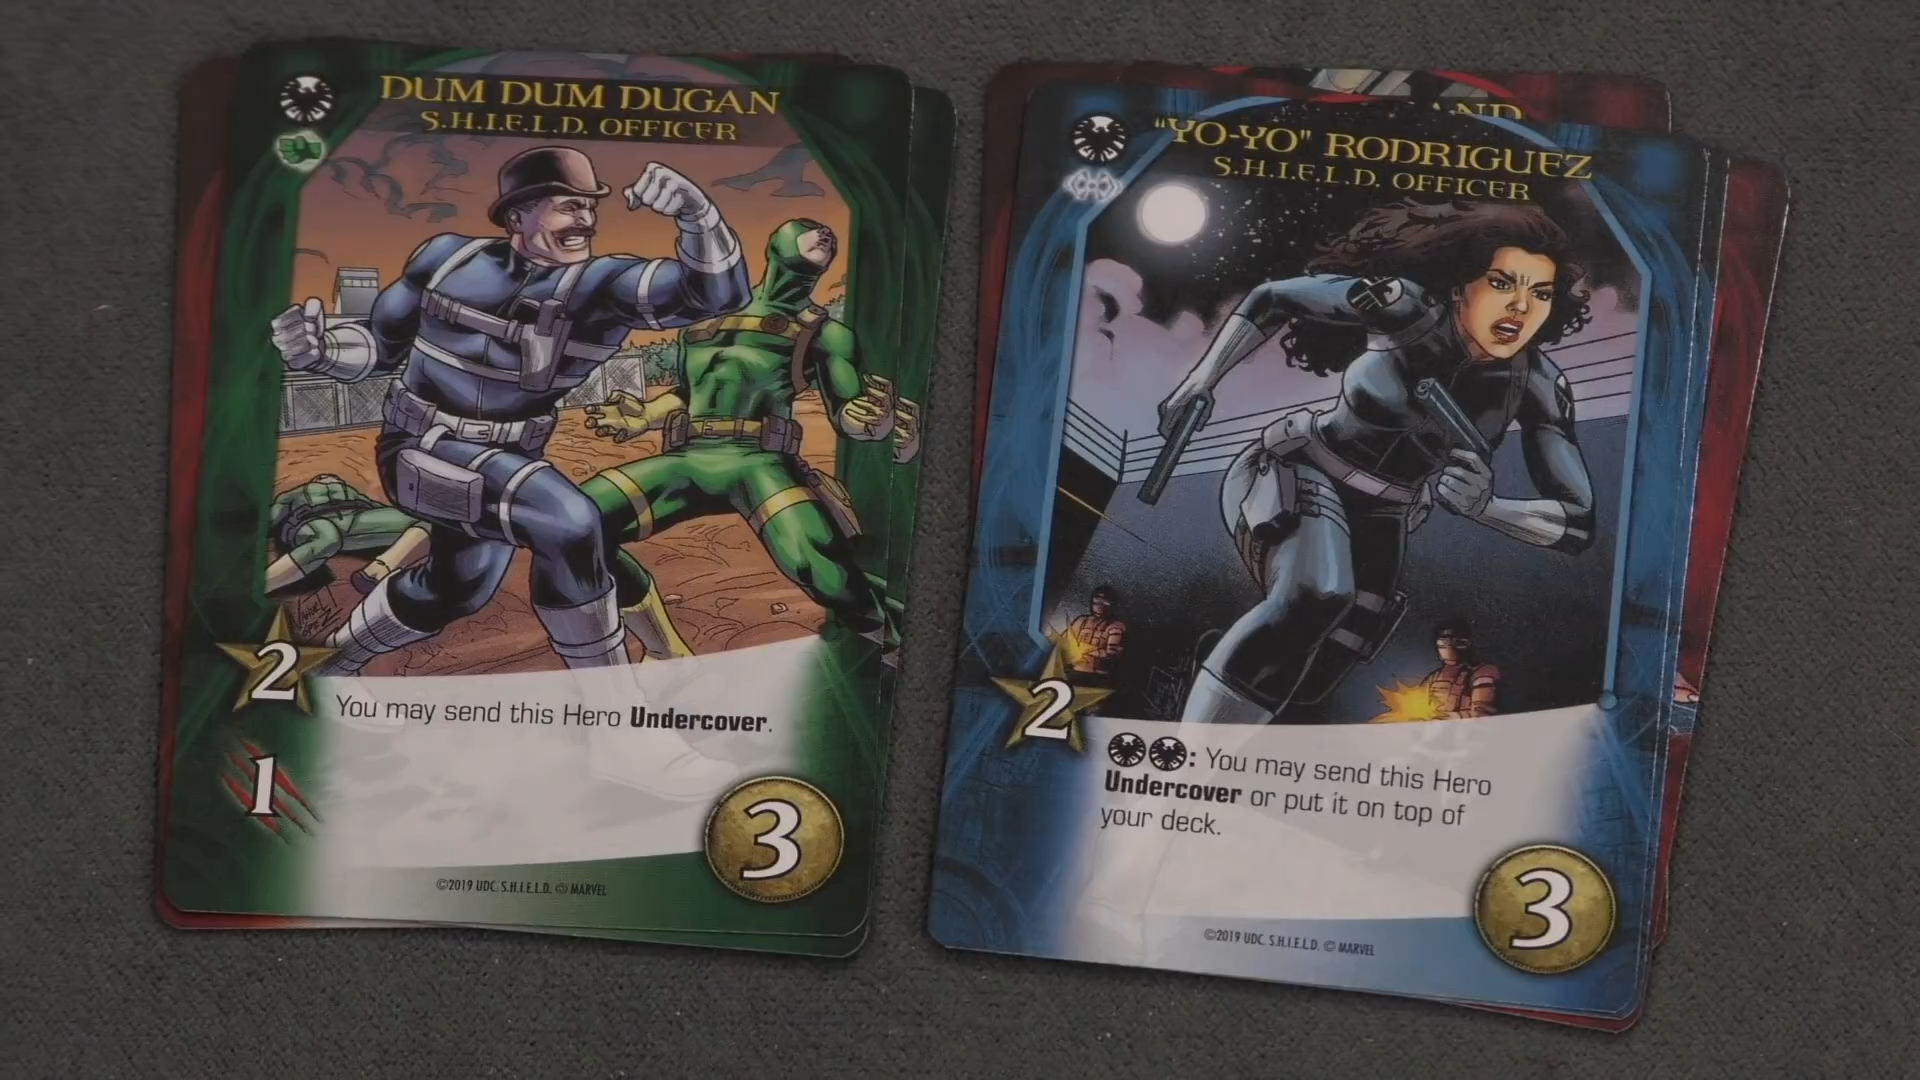 DUM DUM DUGAN
S.H.I.E.L.D. OFFICER
2
You may send this Hero Undercover.
1
3
©2019 UDC. S.H.I.E.L.D. © MARVEL
AND
"YO-YO" RODRIGUEZ
S.H.I.E.L.D. OFFICER
2
: You may send this Hero
Undercover or put it on top of
your deck.
3
©2019 UDC. S.H.I.E.L.D. © MARVEL